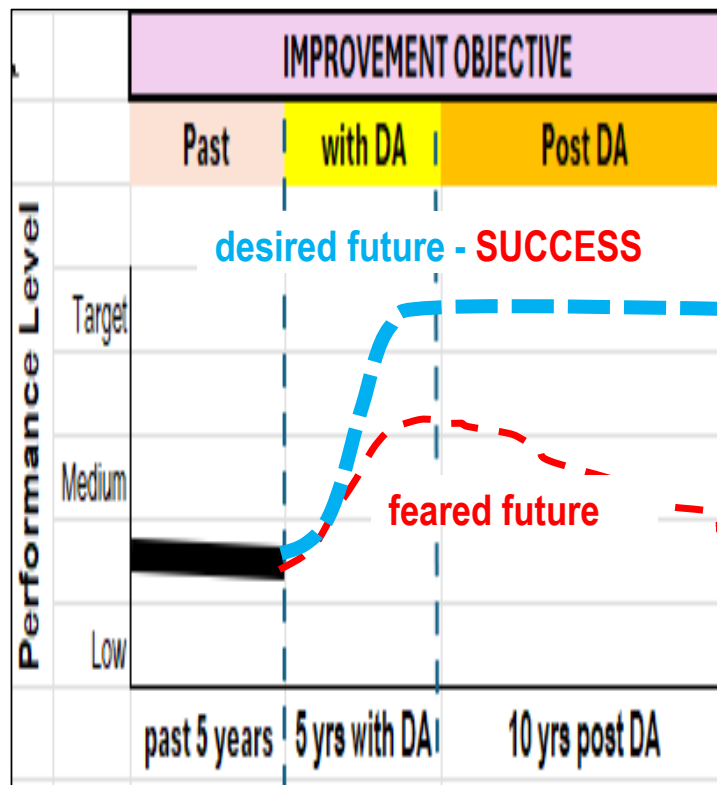 IMPROVEMENT OBJECTIVE
Past with DA Post DA
desired future - SUCCESS
Performance Level
Target
Medium
feared future
Low
past 5 years 5 yrs with DA 10 yrs post DA